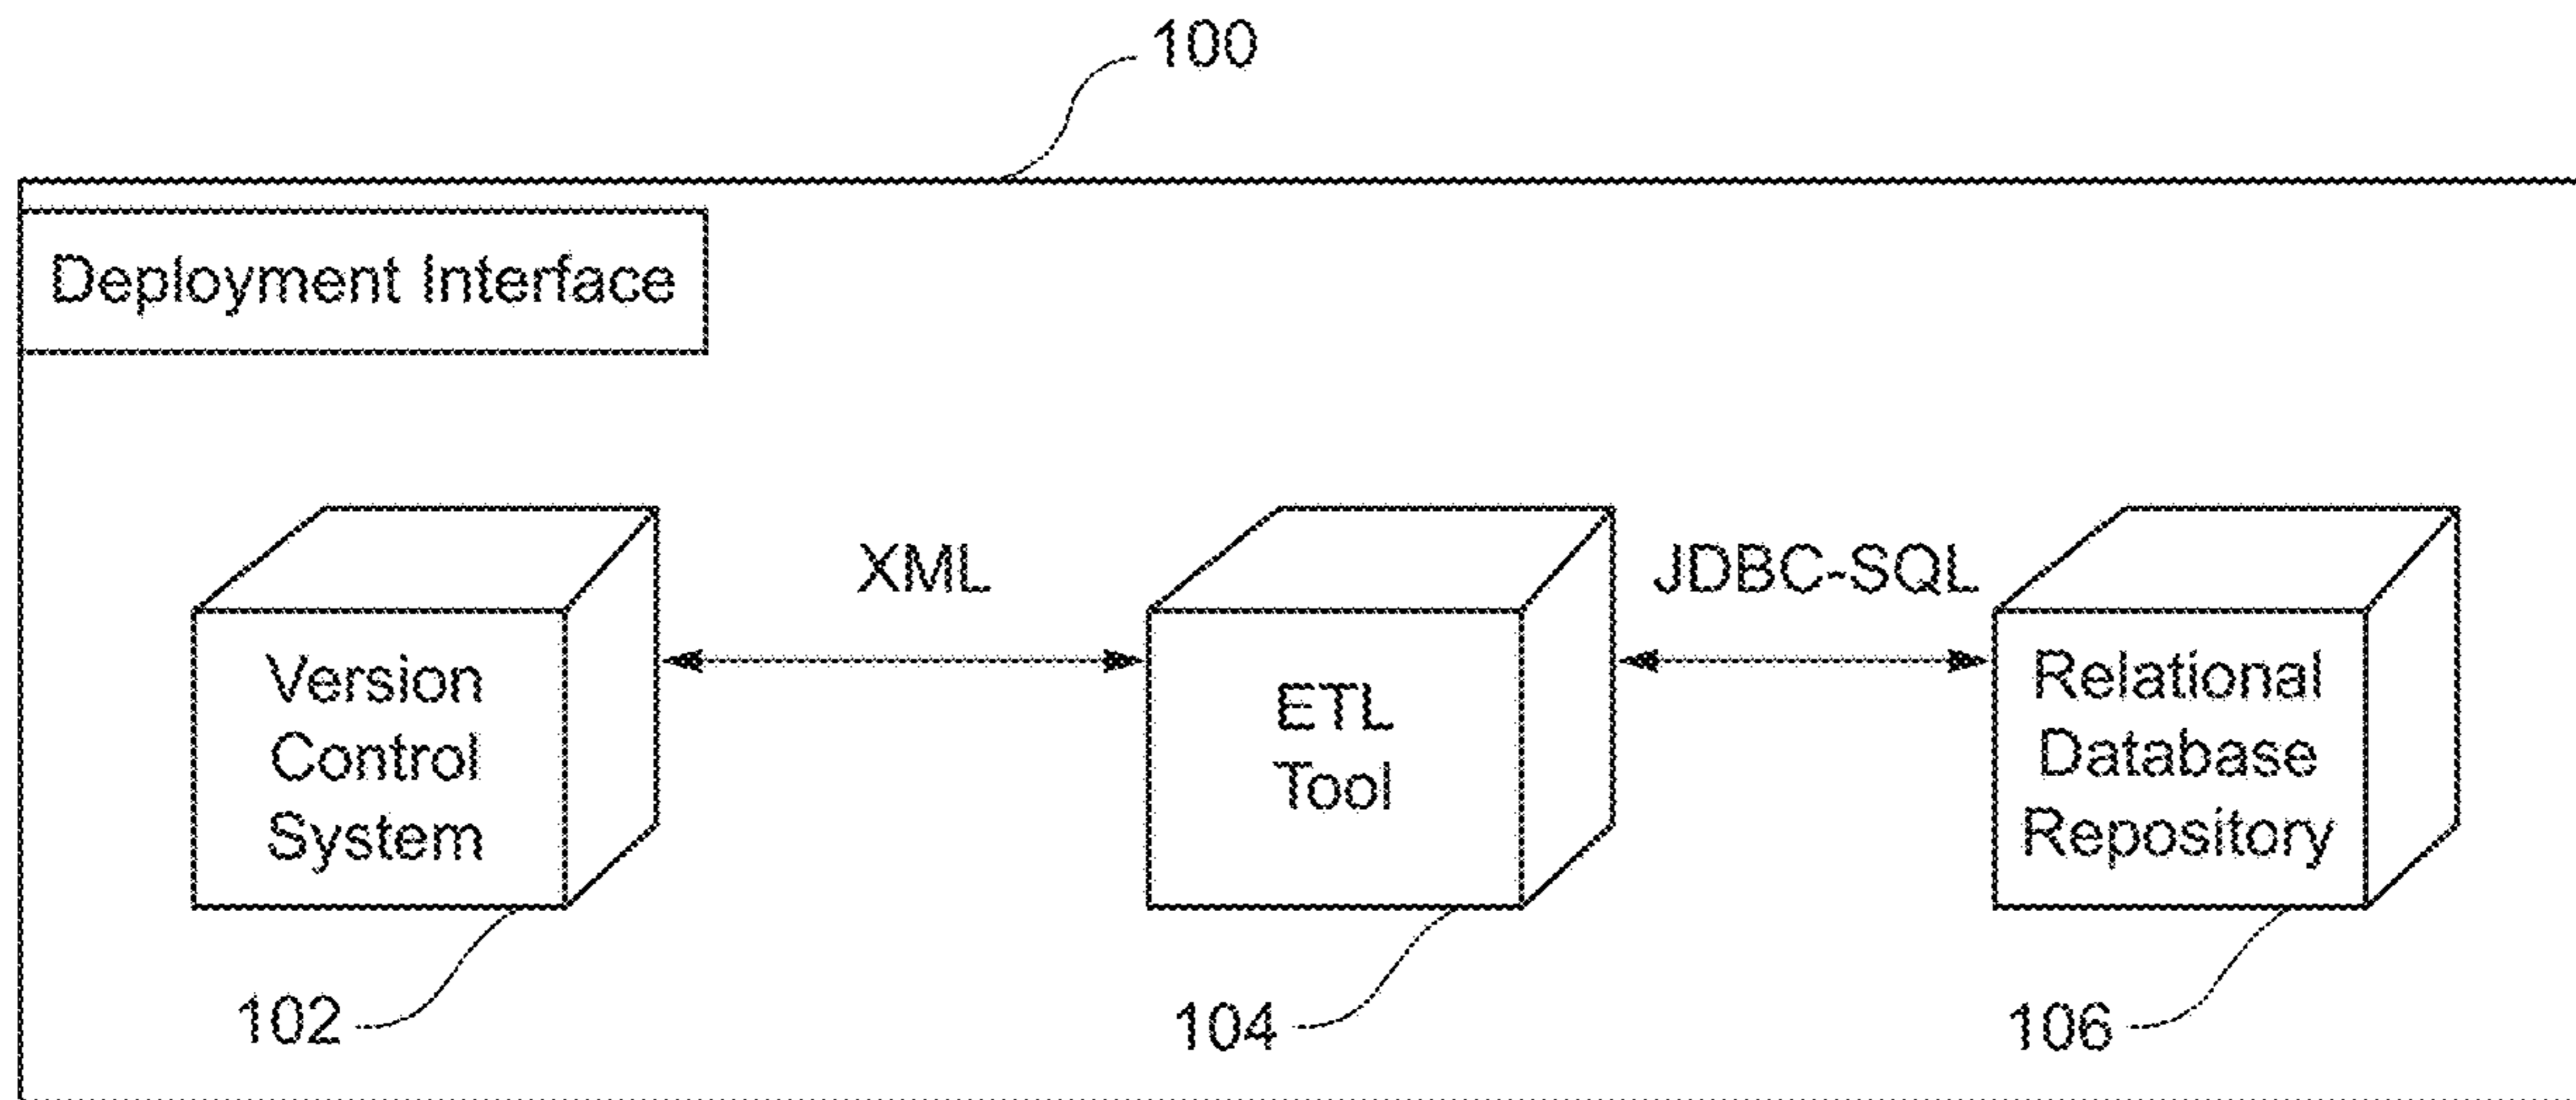 100
Deployment Interface
XML
JDBC-SQL
Version
Control
System
ETL
Tool
Relational
Database
Repository
102
104
106